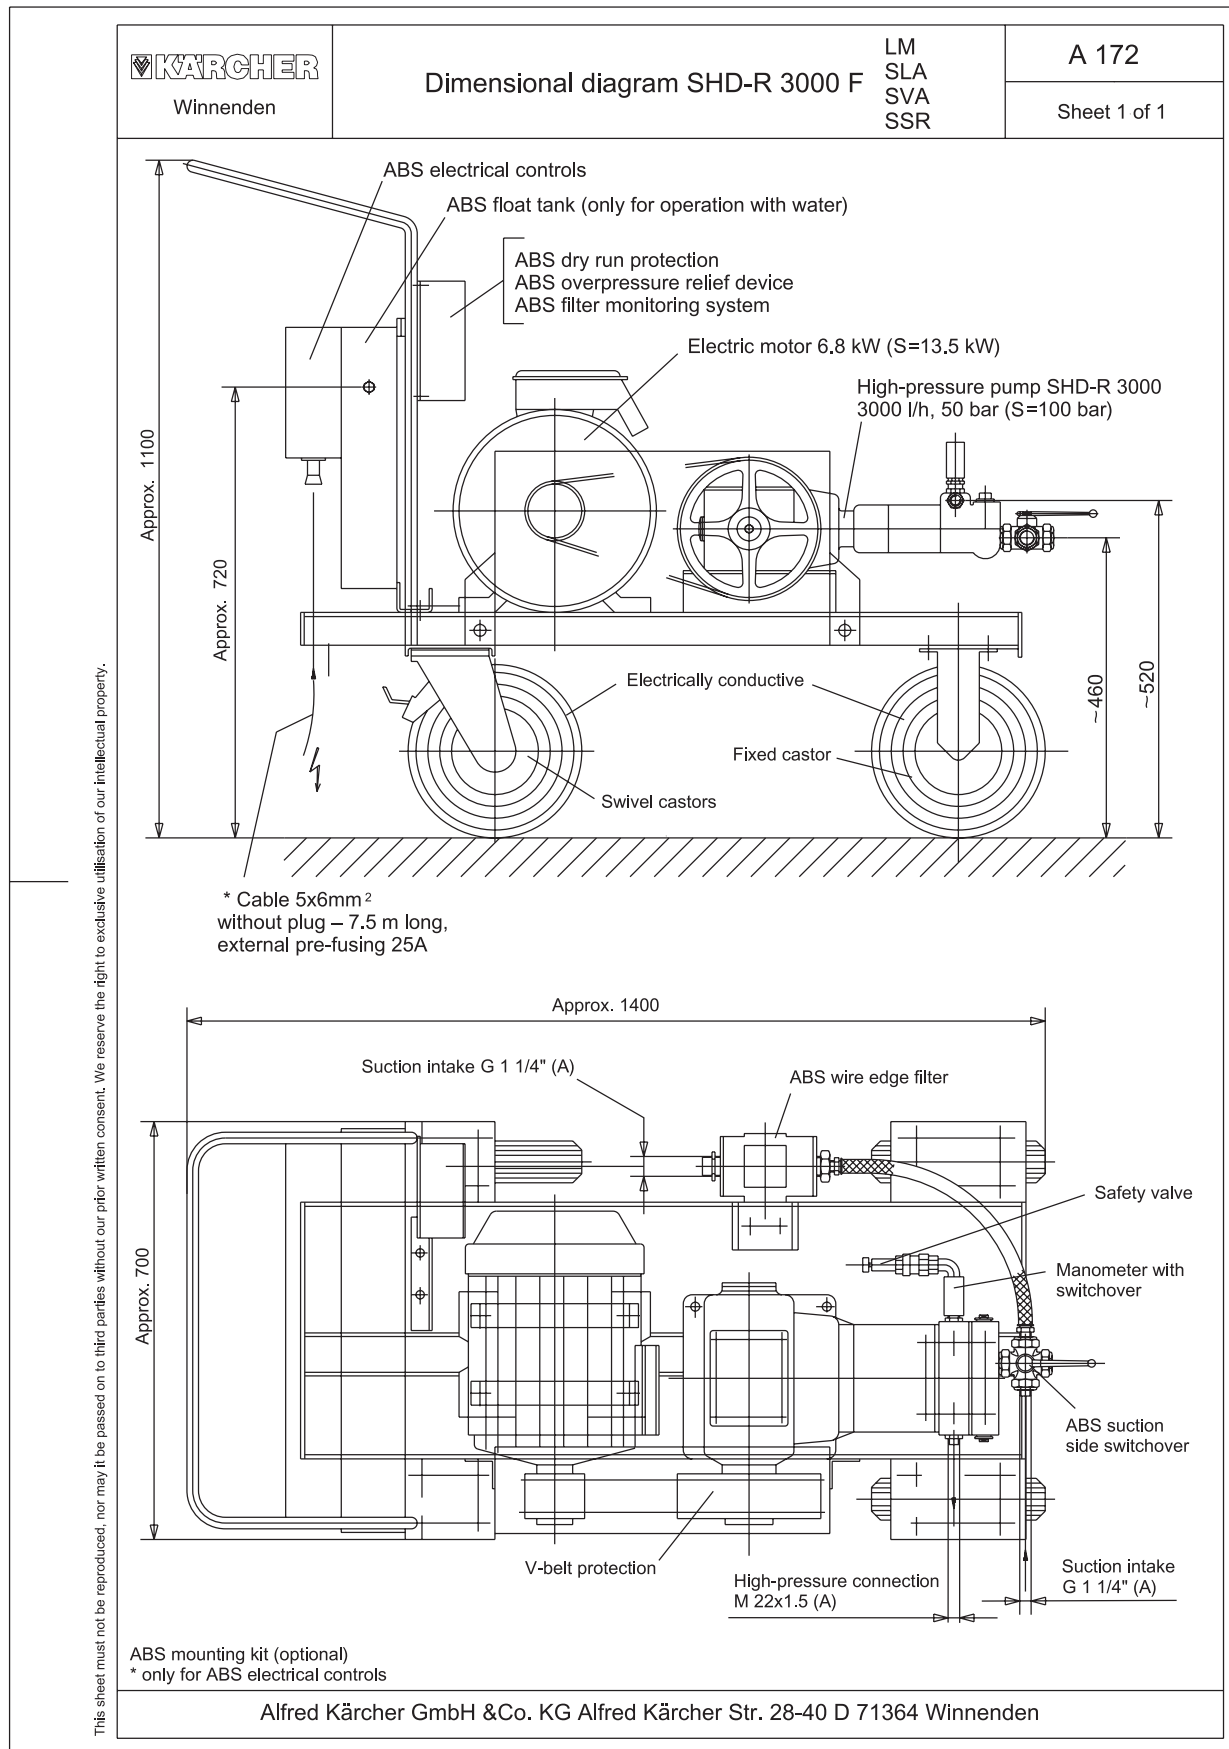 KÄRCHER
Winnenden
Dimensional diagram SHD-R 3000 F
LM
SLA
SVA
SSR
A 172
Sheet 1 of 1
ABS electrical controls
ABS float tank (only for operation with water)
ABS dry run protection
ABS overpressure relief device
ABS filter monitoring system
Electric motor 6.8 kW (S=13.5 kW)
High-pressure pump SHD-R 3000
3000 l/h, 50 bar (S=100 bar)
Approx. 1100
Approx. 720
~460
~520
Electrically conductive
Fixed castor
Swivel castors
* Cable 5x6mm²
without plug – 7.5 m long,
external pre-fusing 25A
Approx. 1400
Suction intake G 1 1/4" (A)
ABS wire edge filter
Safety valve
Manometer with
switchover
Approx. 700
ABS suction
side switchover
V-belt protection
High-pressure connection
M 22x1.5 (A)
Suction intake
G 1 1/4" (A)
ABS mounting kit (optional)
* only for ABS electrical controls
Alfred Kärcher GmbH &Co. KG Alfred Kärcher Str. 28-40 D 71364 Winnenden
This sheet must not be reproduced, nor may it be passed on to third parties without our prior written consent. We reserve the right to exclusive utilisation of our intellectual property.